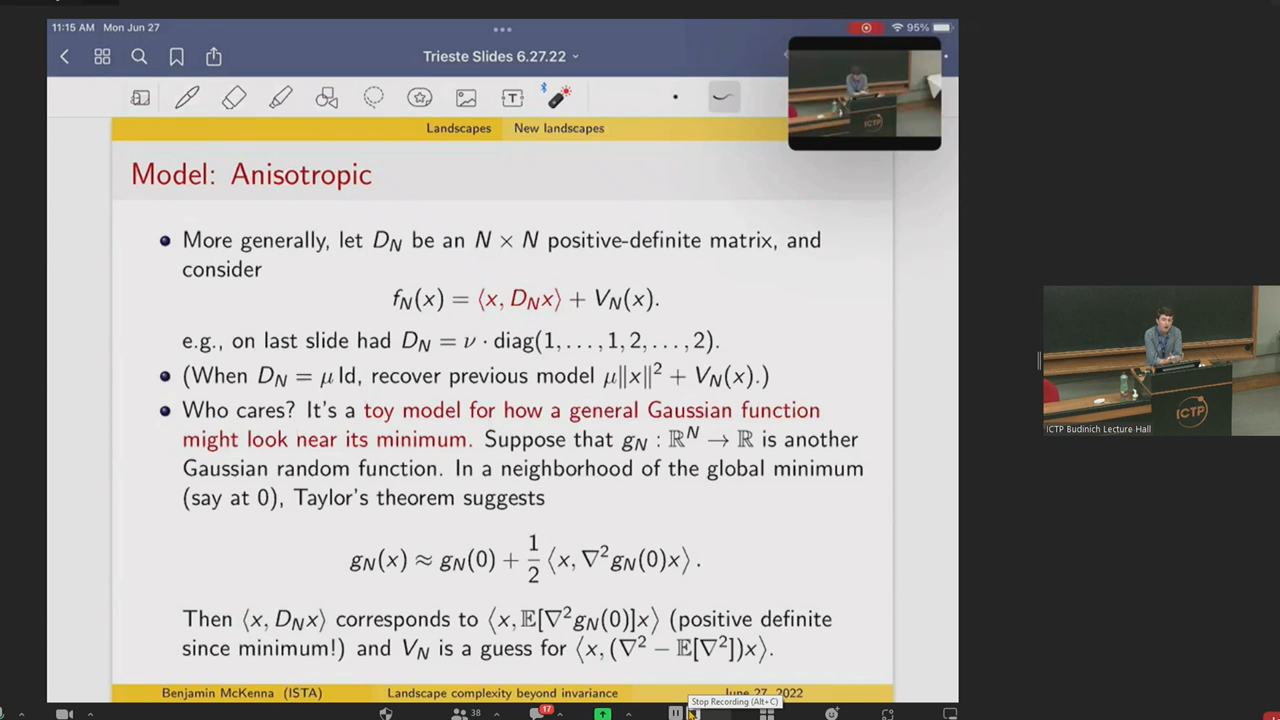 11:15 AM Mon Jun 27
95%
Trieste Slides 6.27.22
Landscapes New landscapes
Model: Anisotropic
More generally, let D_N be an N × N positive-definite matrix, and
consider
f_N(x) = ⟨x, D_N x⟩ + V_N(x).
e.g., on last slide had D_N = ν · diag(1, . . . , 1, 2, . . . , 2).
(When D_N = μ Id, recover previous model μ‖x‖² + V_N(x).)
Who cares? It's a toy model for how a general Gaussian function
might look near its minimum. Suppose that g_N : ℝ^N → ℝ is another
Gaussian random function. In a neighborhood of the global minimum
(say at 0), Taylor's theorem suggests
g_N(x) ≈ g_N(0) + 1/2 ⟨x, ∇²g_N(0)x⟩ .
Then ⟨x, D_N x⟩ corresponds to ⟨x, 𝔼[∇²g_N(0)]x⟩ (positive definite
since minimum!) and V_N is a guess for ⟨x, (∇² − 𝔼[∇²])x⟩.
Benjamin McKenna (ISTA) Landscape complexity beyond invariance June 27, 2022
Stop Recording (Alt+C)
38
17
ICTP
ICTP
ICTP Budinich Lecture Hall